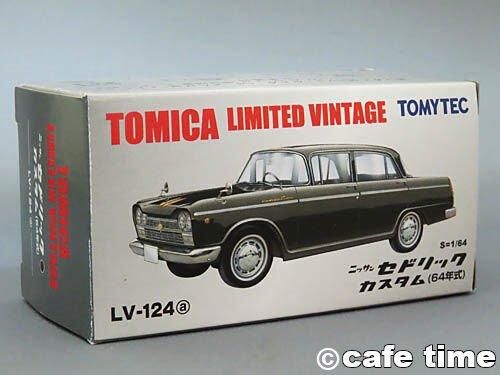 TOMICA LIMITED VINTAGE TOMYTEC
S=1/64
ニッサン セドリック
カスタム (64年式)
LV-124ⓐ
©cafe time